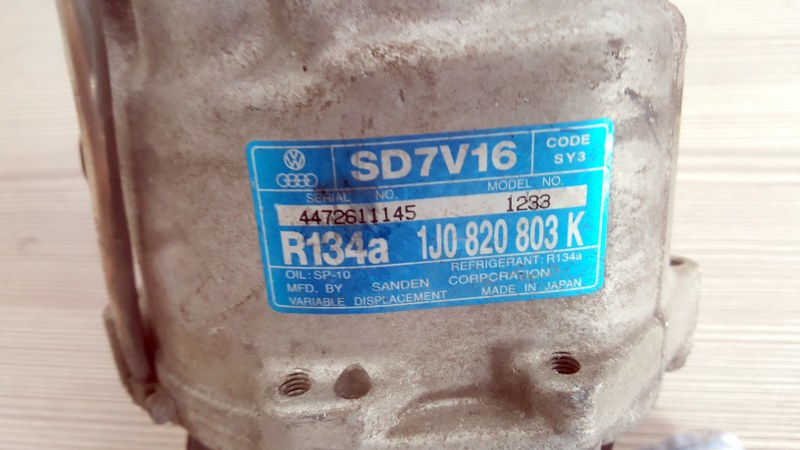 SD7V16
CODE
SY3
SERIAL NO. MODEL NO.
4472611145 1233
R134a 1J0 820 803 K
OIL: SP-10 REFRIGERANT: R134a
MFD. BY SANDEN CORPORATION
VARIABLE DISPLACEMENT MADE IN JAPAN